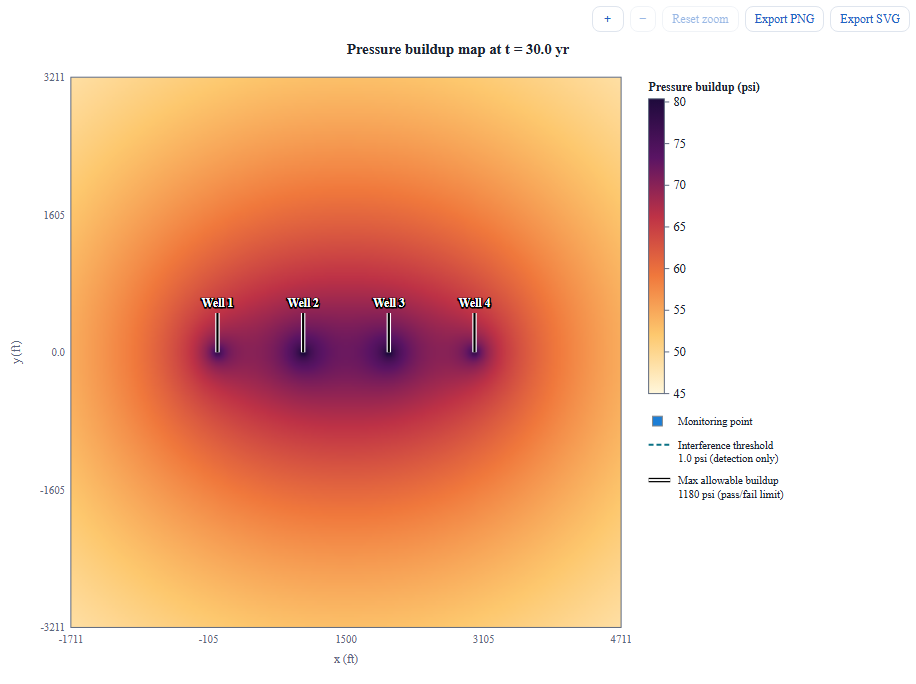 +
−
Reset zoom
Export PNG
Export SVG
Pressure buildup map at t = 30.0 yr
3211
1605
0.0
-1605
-3211
y (ft)
Well 1
Well 2
Well 3
Well 4
-1711
-105
1500
3105
4711
x (ft)
Pressure buildup (psi)
80
75
70
65
60
55
50
45
Monitoring point
Interference threshold
1.0 psi (detection only)
Max allowable buildup
1180 psi (pass/fail limit)